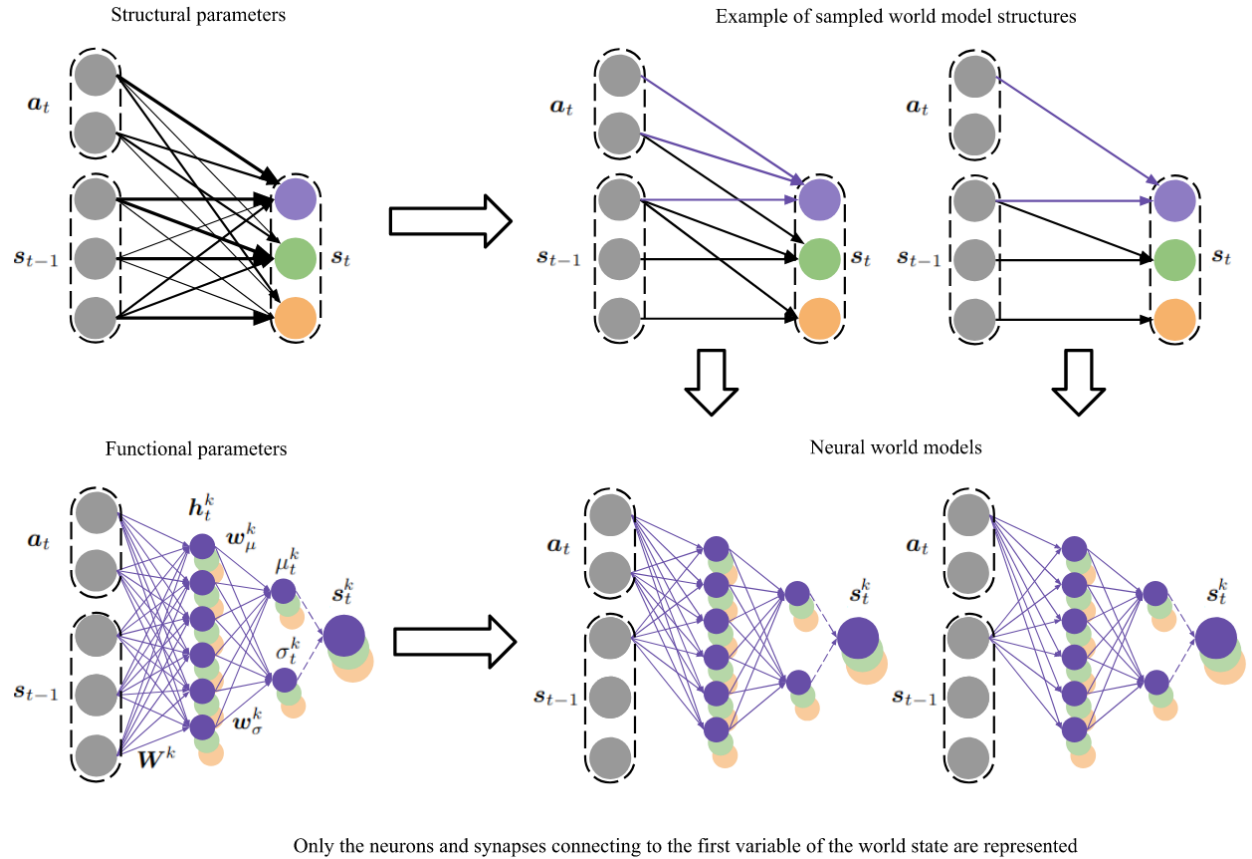 Structural parameters
Example of sampled world model structures
a_t
a_t
a_t
s_{t−1}
s_t
s_{t−1}
s_t
s_{t−1}
s_t
Functional parameters
Neural world models
h_t^k
w_μ^k
a_t
μ_t^k
s_t^k
a_t
s_t^k
a_t
s_t^k
σ_t^k
s_{t−1}
w_σ^k
s_{t−1}
s_{t−1}
W^k
Only the neurons and synapses connecting to the first variable of the world state are represented